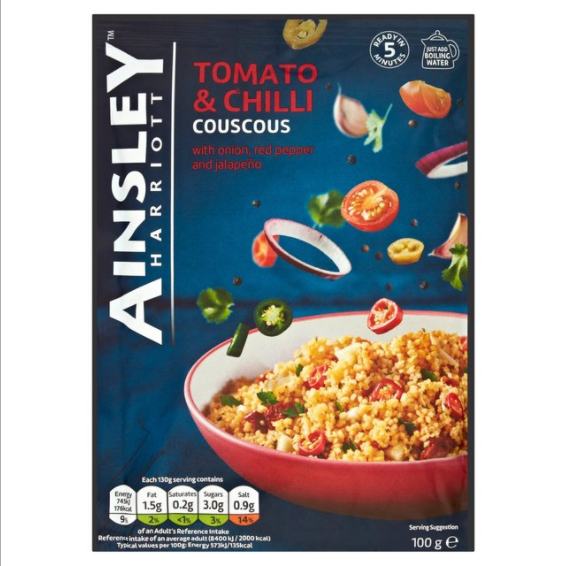 AINSLEY™
HARRIOTT
READY IN
5
MINUTES
JUST ADD
BOILING
WATER
TOMATO
& CHILLI
COUSCOUS
with onion, red pepper
and jalapeño
Each 130g serving contains
Energy Fat Saturates Sugars Salt
745kJ
176kcal 1.5g 0.2g 3.0g 0.9g
9% 2% <1% 3% 14%
of an Adult's Reference Intake
Reference intake of an average adult (8400 kJ / 2000 kcal)
Typical values per 100g: Energy 573kJ/135kcal
Serving Suggestion
100 g e